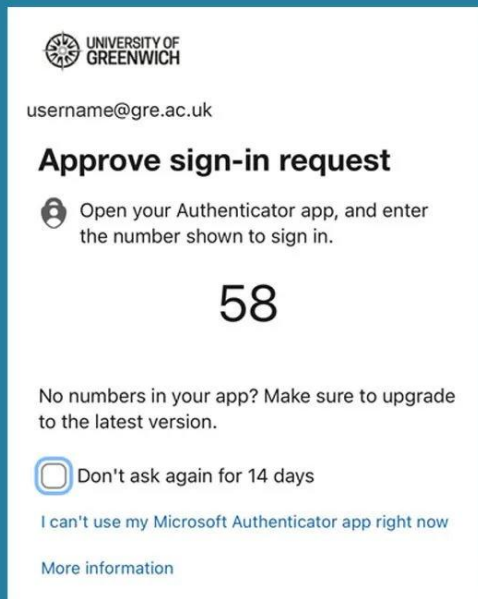 UNIVERSITY OF
GREENWICH
username@gre.ac.uk
Approve sign-in request
Open your Authenticator app, and enter
the number shown to sign in.
58
No numbers in your app? Make sure to upgrade
to the latest version.
Don't ask again for 14 days
I can't use my Microsoft Authenticator app right now
More information